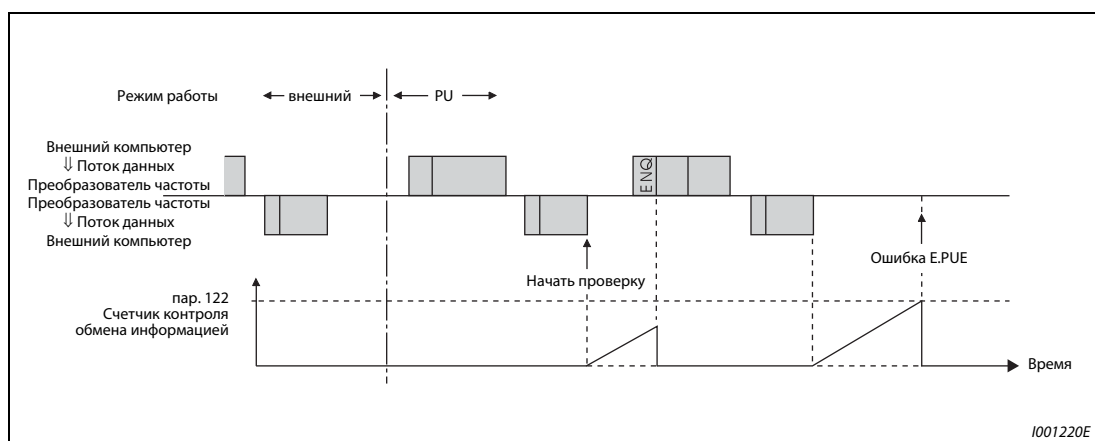 Режим работы
внешний
PU
Внешний компьютер
⇓ Поток данных
Преобразователь частоты
Преобразователь частоты
⇓ Поток данных
Внешний компьютер
ENQ
Начать проверку
Ошибка E.PUE
пар. 122
Счетчик контроля
обмена информацией
Время
I001220E